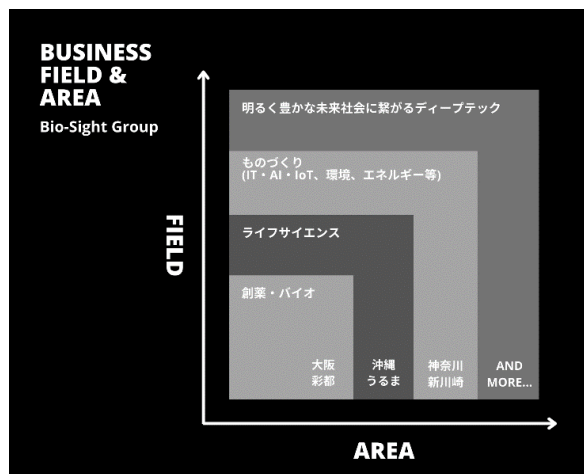 BUSINESS
FIELD &
AREA
Bio-Sight Group
FIELD
明るく豊かな未来社会に繋がるディープテック
ものづくり
(IT・AI・IoT、環境、エネルギー等)
ライフサイエンス
創薬・バイオ
大阪
彩都
沖縄
うるま
神奈川
新川崎
AND
MORE...
AREA